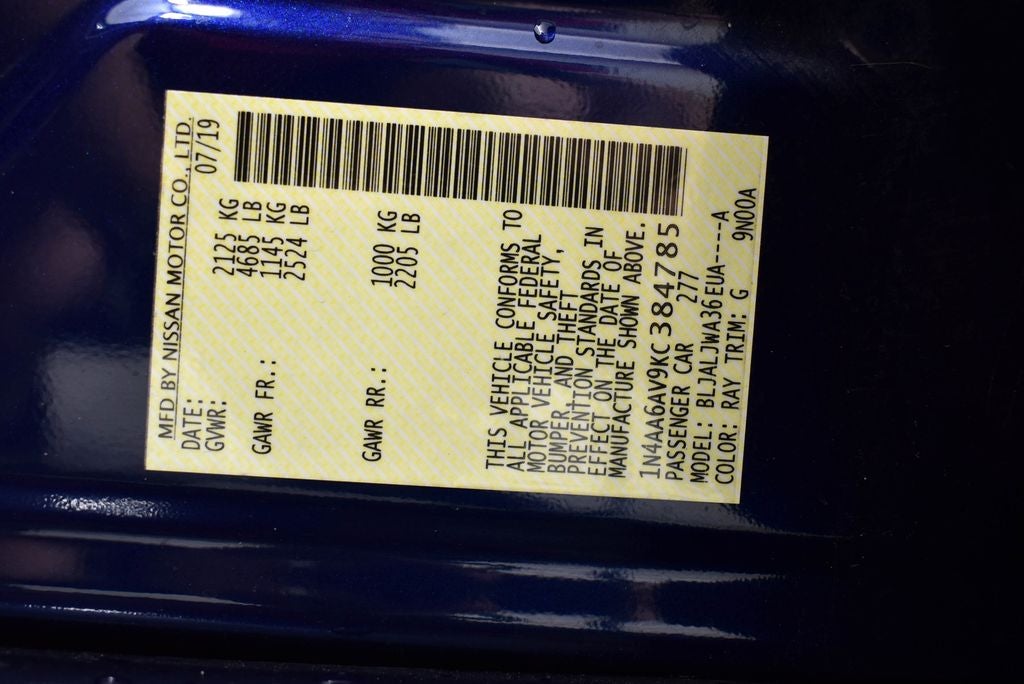 MFD BY NISSAN MOTOR CO., LTD.
DATE: 07/19
GVWR: 2125 KG
4685 LB
GAWR FR.: 1145 KG
2524 LB
GAWR RR.: 1000 KG
2205 LB
THIS VEHICLE CONFORMS TO
ALL APPLICABLE FEDERAL
MOTOR VEHICLE SAFETY,
BUMPER, AND THEFT
PREVENTION STANDARDS IN
EFFECT ON THE DATE OF
MANUFACTURE SHOWN ABOVE.
1N4AA6AV9KC384785
PASSENGER CAR 277
MODEL: BLJALJWA36EUA----A
COLOR: RAY TRIM: G 9N00A